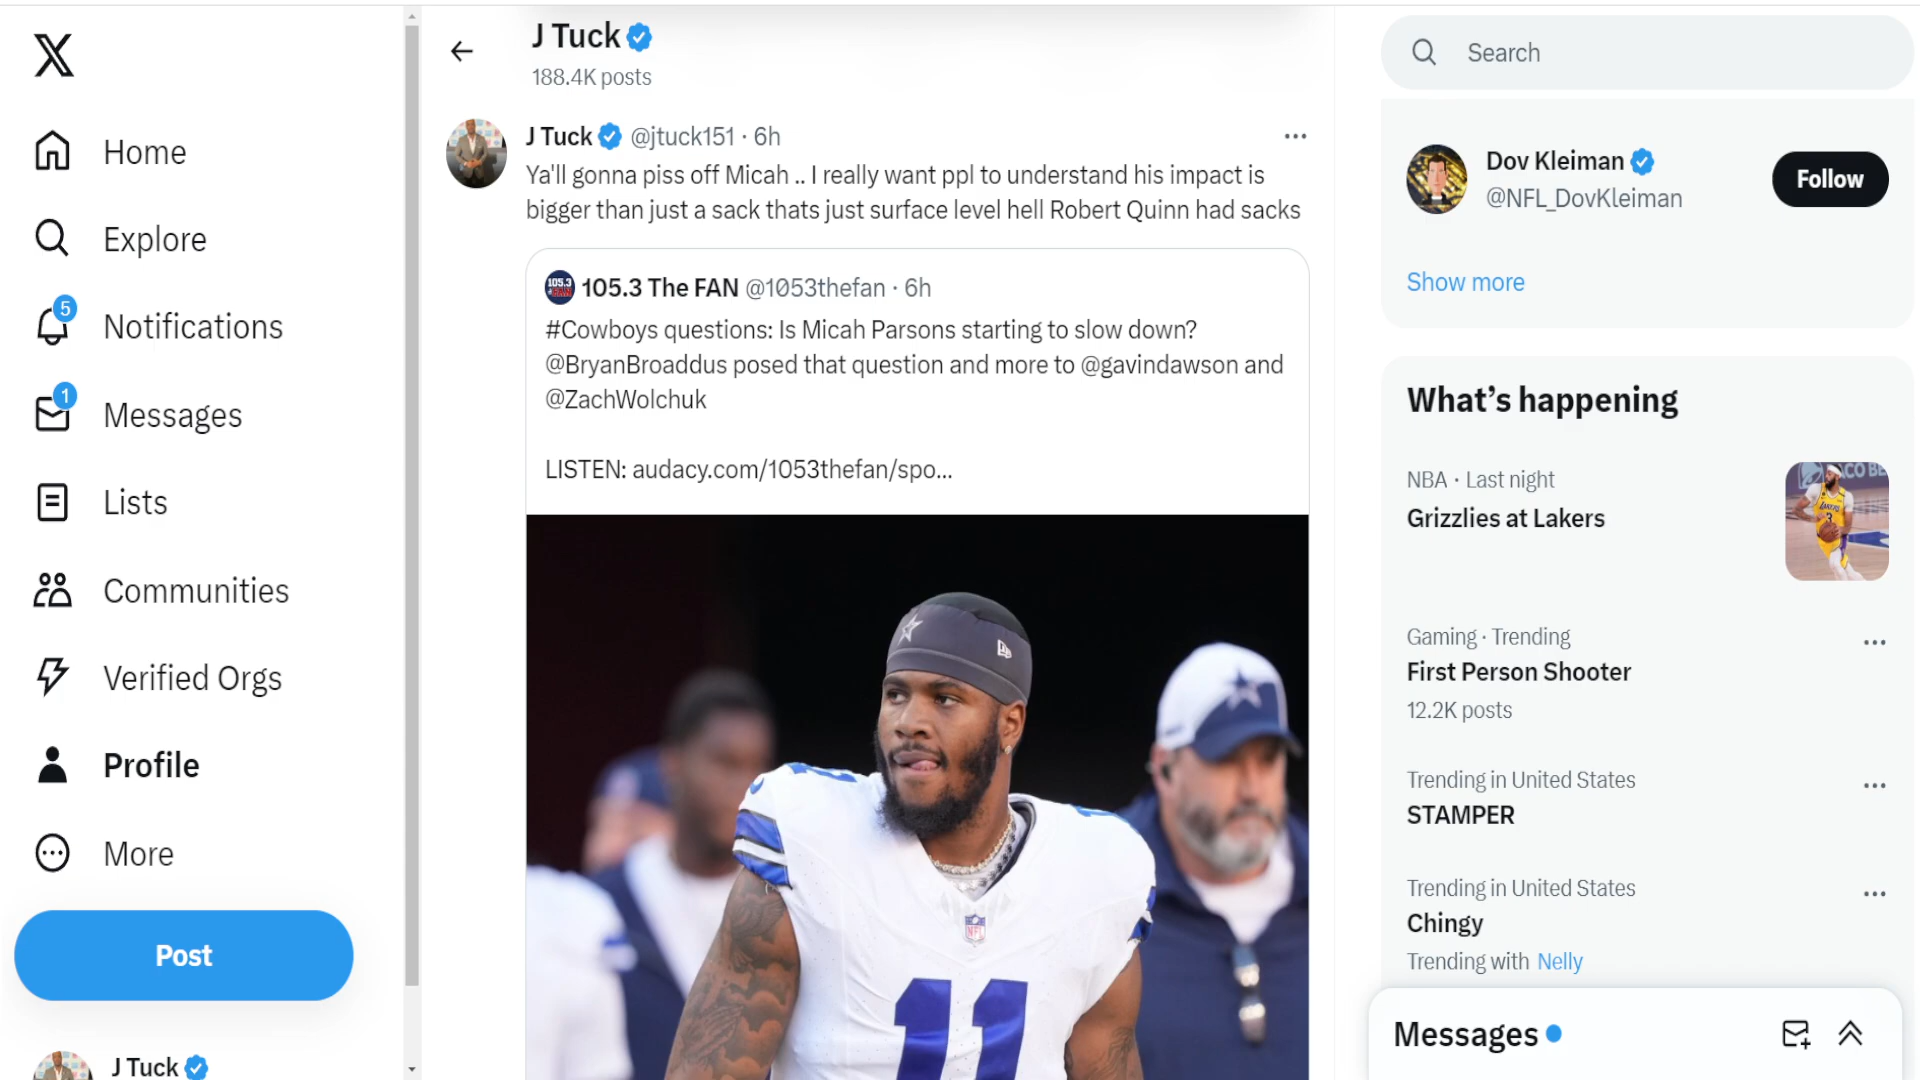 J Tuck
188.4K posts
Search
Home
Explore
5
Notifications
1
Messages
Lists
Communities
Verified Orgs
Profile
More
Post
J Tuck
J Tuck @jtuck151 · 6h
Ya'll gonna piss off Micah .. I really want ppl to understand his impact is
bigger than just a sack thats just surface level hell Robert Quinn had sacks
105.3
105.3 The FAN @1053thefan · 6h
#Cowboys questions: Is Micah Parsons starting to slow down?
@BryanBroaddus posed that question and more to @gavindawson and
@ZachWolchuk
LISTEN: audacy.com/1053thefan/spo...
NFL
11
Dov Kleiman
@NFL_DovKleiman
Follow
Show more
What's happening
NBA · Last night
Grizzlies at Lakers
Gaming · Trending
First Person Shooter
12.2K posts
Trending in United States
STAMPER
Trending in United States
Chingy
Trending with Nelly
Messages